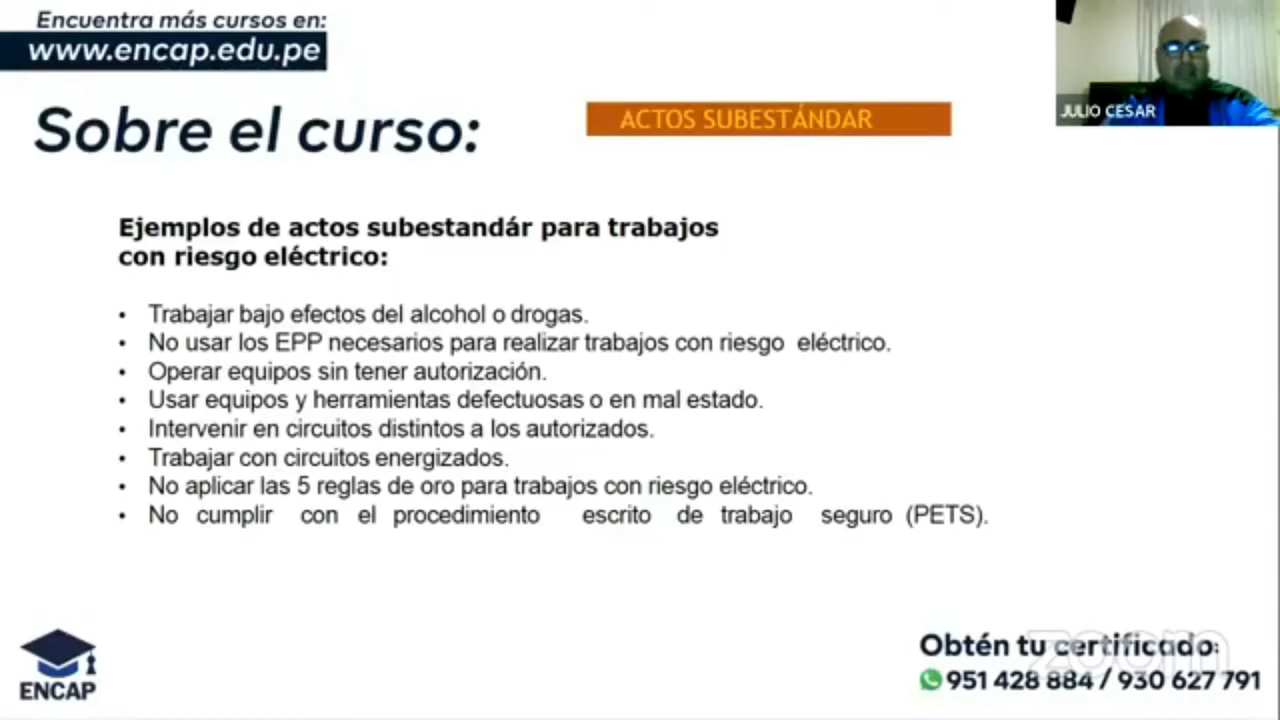 Encuentra más cursos en:
www.encap.edu.pe
Sobre el curso:
ACTOS SUBESTÁNDAR
JULIO CESAR
Ejemplos de actos subestandár para trabajos
con riesgo eléctrico:
• Trabajar bajo efectos del alcohol o drogas.
• No usar los EPP necesarios para realizar trabajos con riesgo eléctrico.
• Operar equipos sin tener autorización.
• Usar equipos y herramientas defectuosas o en mal estado.
• Intervenir en circuitos distintos a los autorizados.
• Trabajar con circuitos energizados.
• No aplicar las 5 reglas de oro para trabajos con riesgo eléctrico.
• No cumplir con el procedimiento escrito de trabajo seguro (PETS).
ENCAP
Obtén tu certificado:
zoom
951 428 884 / 930 627 791